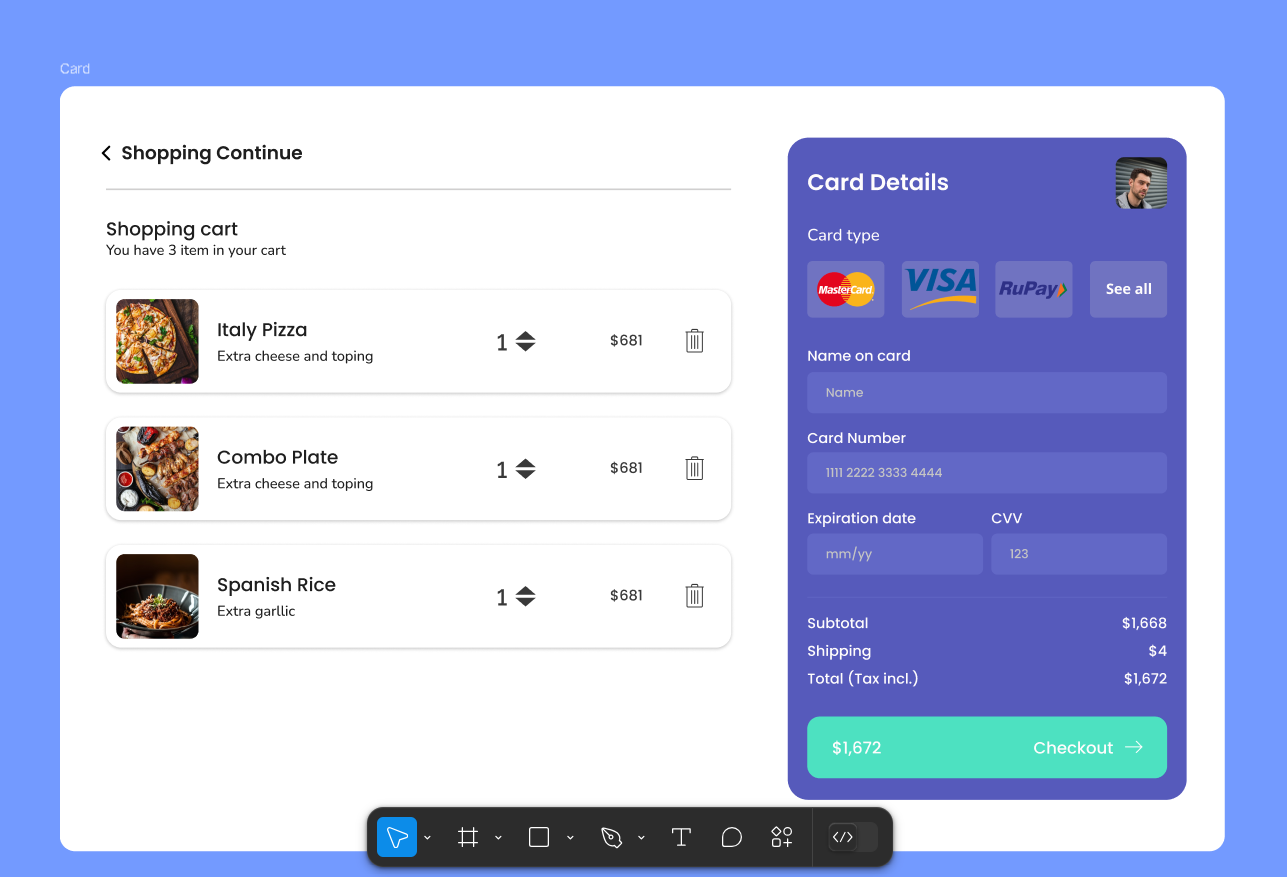 Card
Shopping Continue
Shopping cart
You have 3 item in your cart
Italy Pizza
Extra cheese and toping
1
$681
Combo Plate
Extra cheese and toping
1
$681
Spanish Rice
Extra garllic
1
$681
Card Details
Card type
MasterCard
VISA
RuPay
See all
Name on card
Name
Card Number
1111 2222 3333 4444
Expiration date
CVV
mm/yy
123
Subtotal
$1,668
Shipping
$4
Total (Tax incl.)
$1,672
$1,672
Checkout